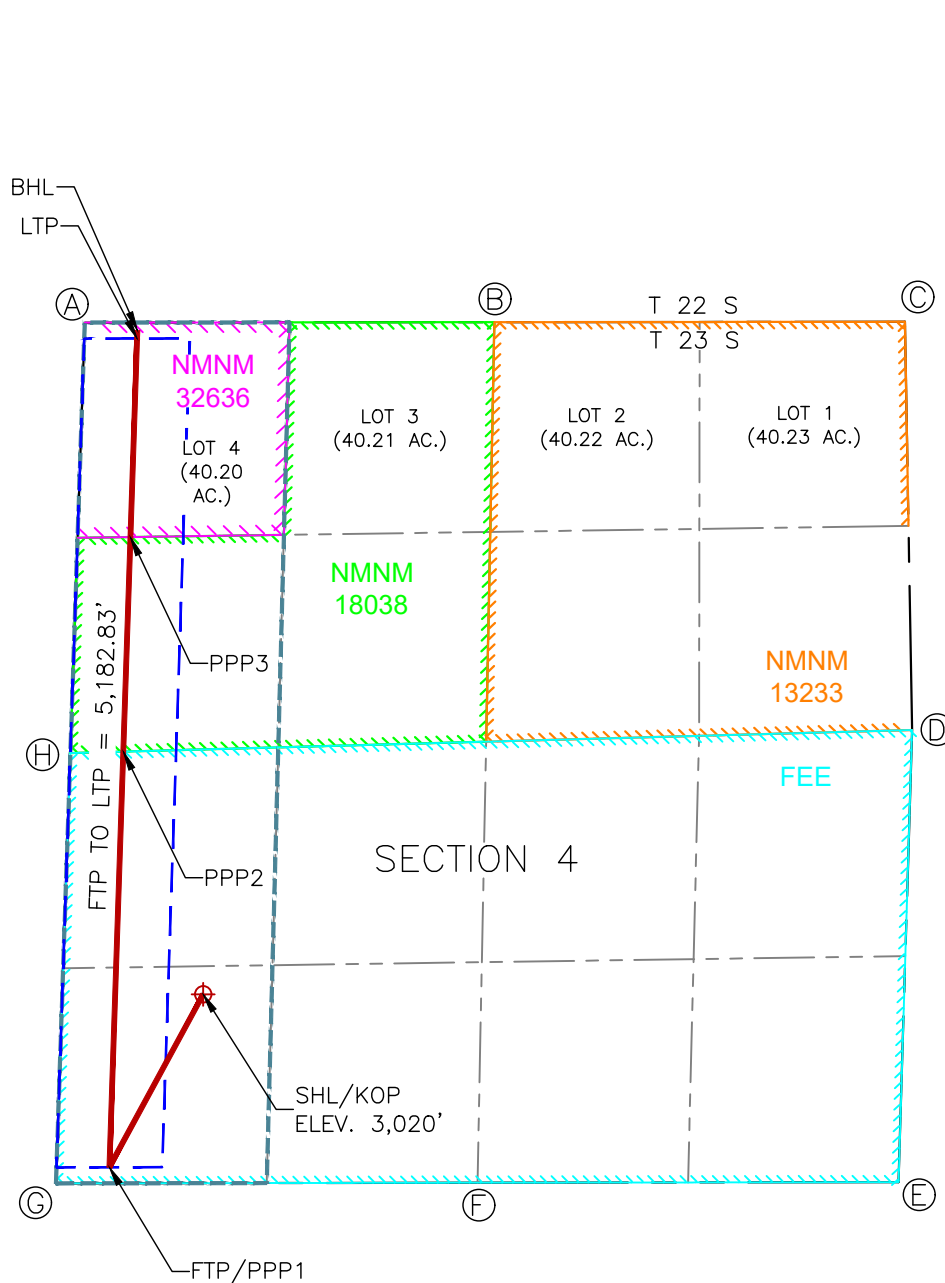 BHL
LTP
A
B
C
T 22 S
T 23 S
NMNM
32636
LOT 4
(40.20
AC.)
LOT 3
(40.21 AC.)
LOT 2
(40.22 AC.)
LOT 1
(40.23 AC.)
NMNM
18038
PPP3
NMNM
13233
FTP TO LTP = 5,182.83'
H
D
FEE
SECTION 4
PPP2
SHL/KOP
ELEV. 3,020'
G
F
E
FTP/PPP1